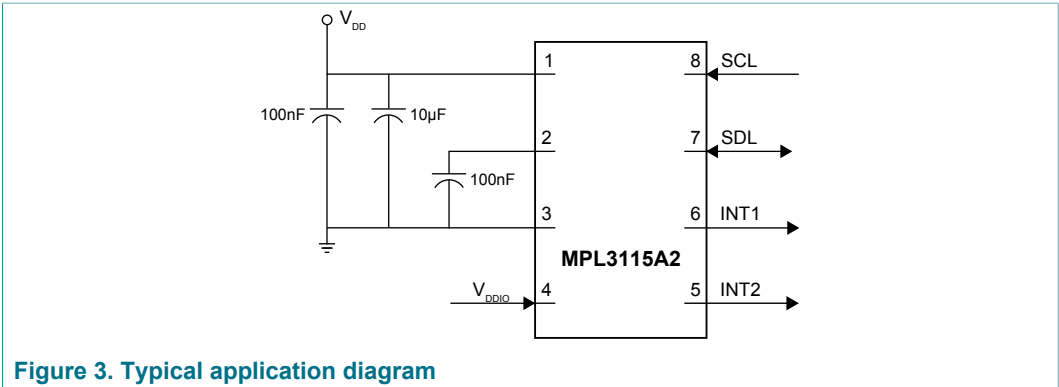 VDD
1
8 SCL
100nF
10μF
2
7 SDL
100nF
3
6 INT1
MPL3115A2
VDDIO
4
5 INT2
Figure 3. Typical application diagram